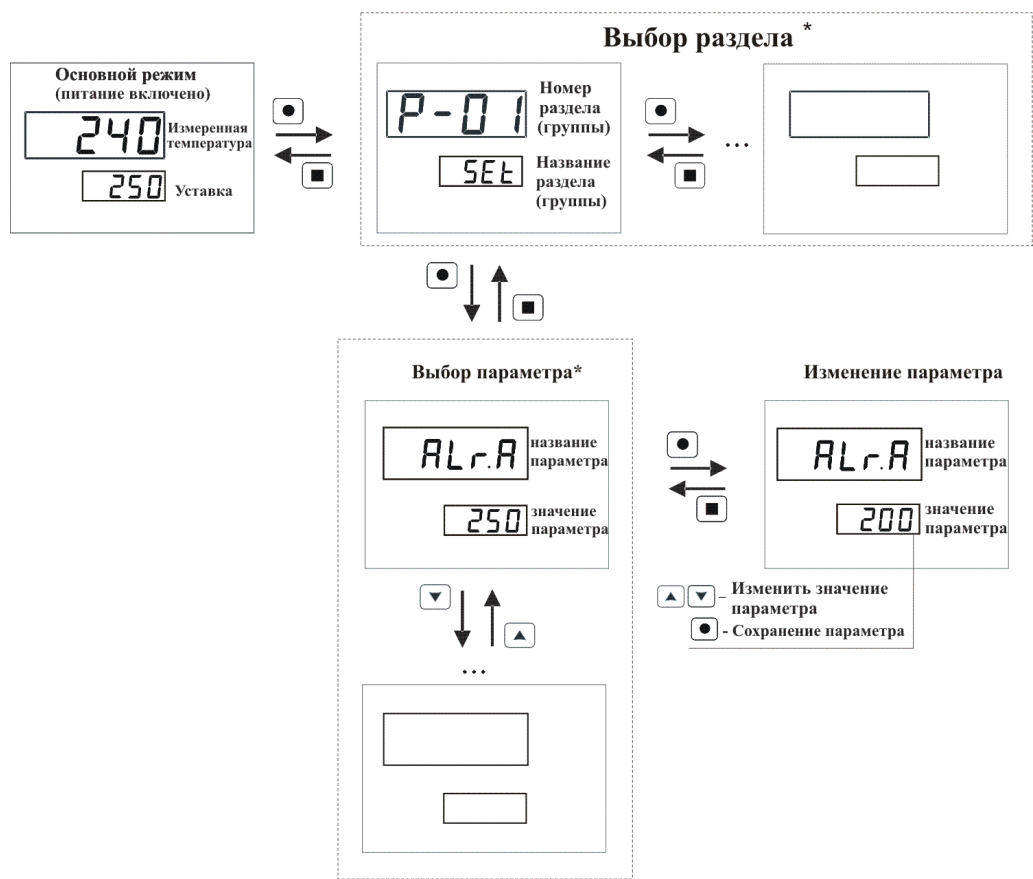 Выбор раздела *
Основной режим
(питание включено)
240
Измеренная
температура
250
Уставка
P-01
Номер
раздела
(группы)
SEt
Название
раздела
(группы)
...
Выбор параметра*
ALr.A
название
параметра
250
значение
параметра
...
Изменение параметра
ALr.A
название
параметра
200
значение
параметра
– Изменить значение
параметра
- Сохранение параметра